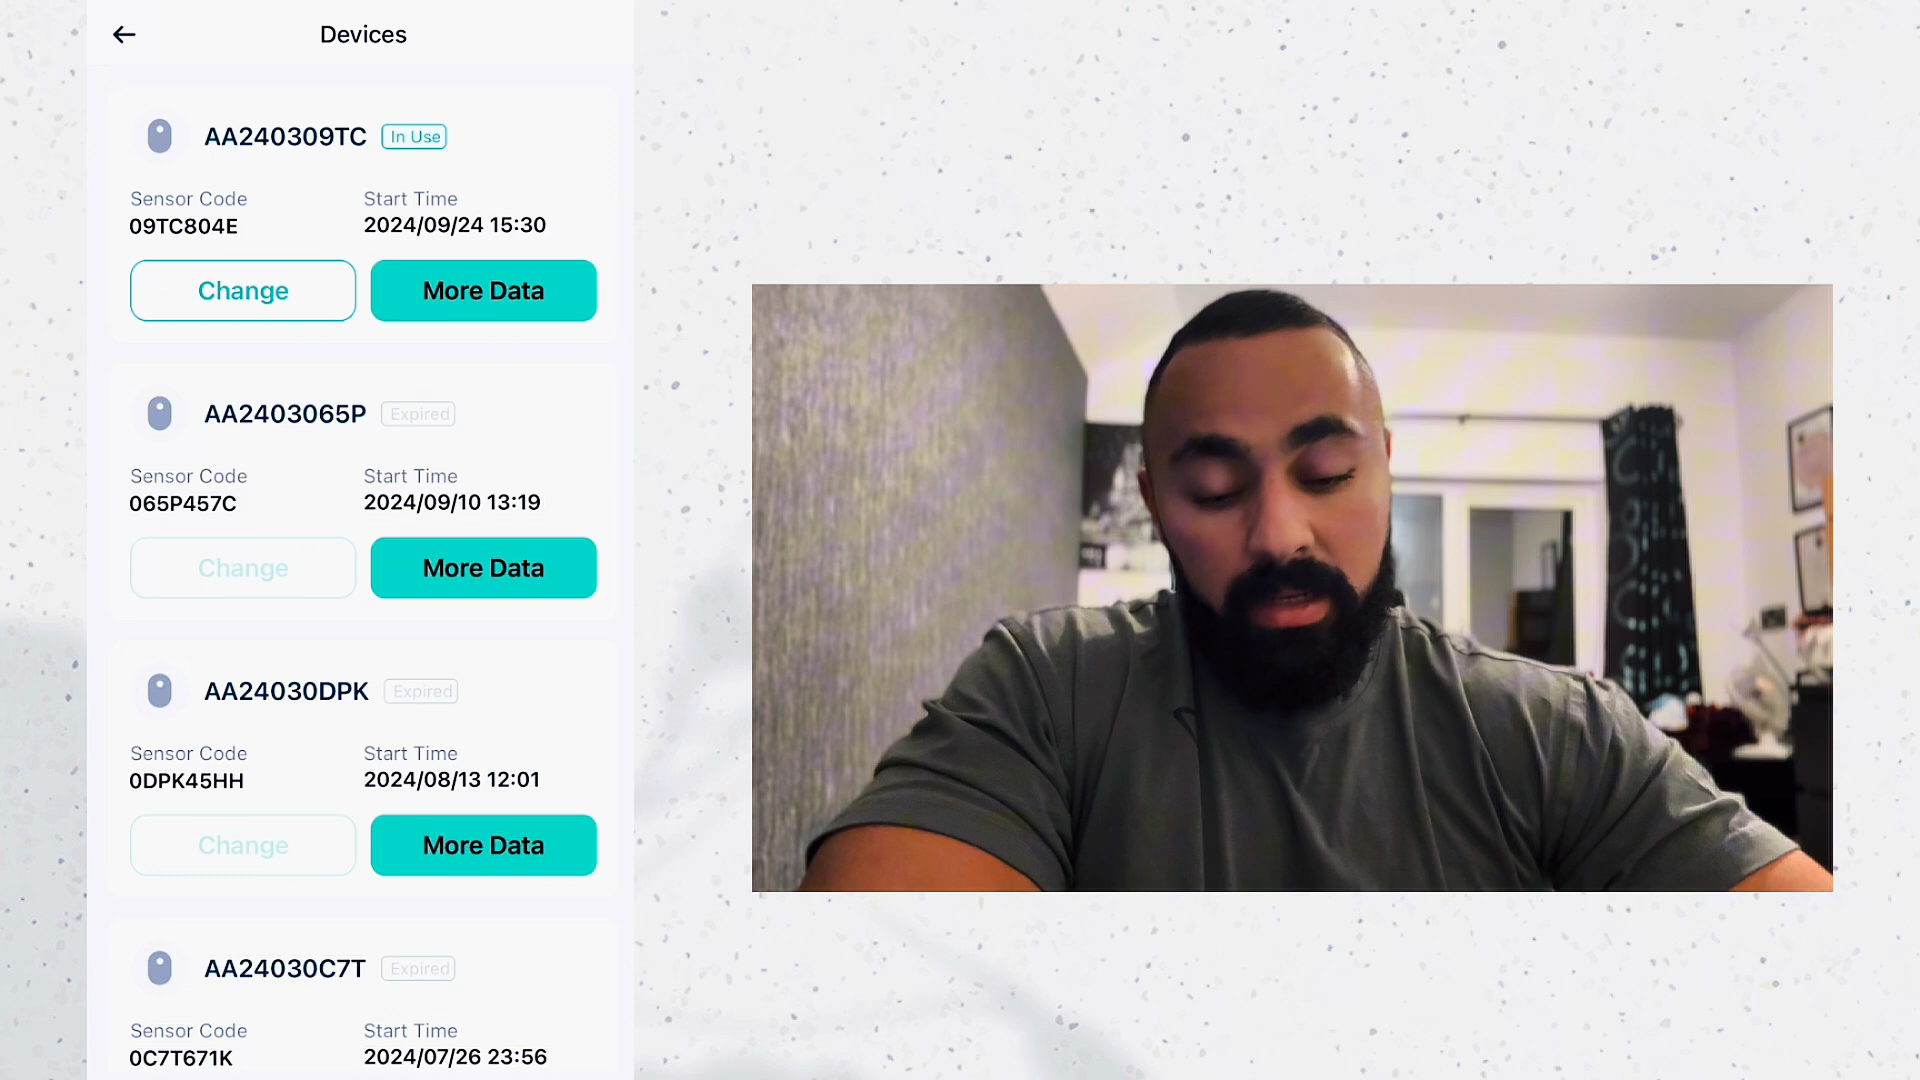 Devices
AA240309TC In Use
Sensor Code Start Time
09TC804E 2024/09/24 15:30
Change More Data
AA2403065P Expired
Sensor Code Start Time
065P457C 2024/09/10 13:19
Change More Data
AA24030DPK Expired
Sensor Code Start Time
0DPK45HH 2024/08/13 12:01
Change More Data
AA24030C7T Expired
Sensor Code Start Time
0C7T671K 2024/07/26 23:56